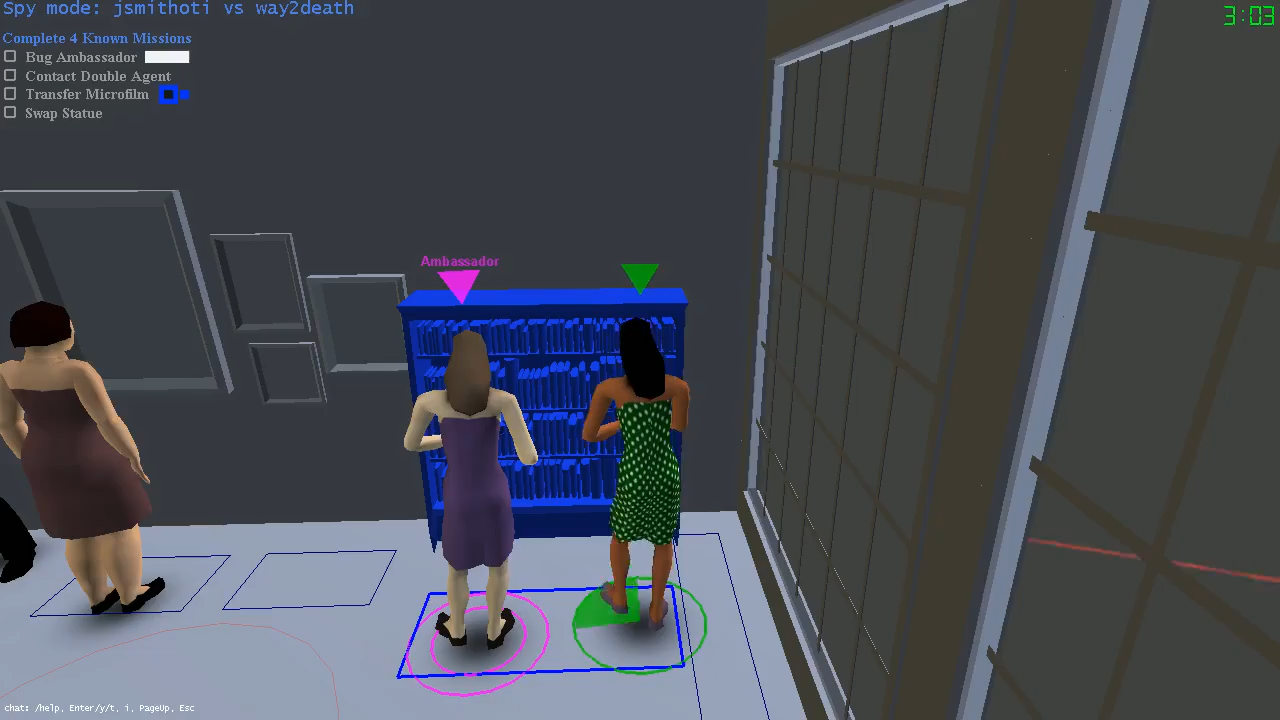 Spy mode: jsmithoti vs way2death
3:03
Complete 4 Known Missions
Bug Ambassador
Contact Double Agent
Transfer Microfilm
Swap Statue
Ambassador
chat: /help, Enter/y/t, i, PageUp, Esc